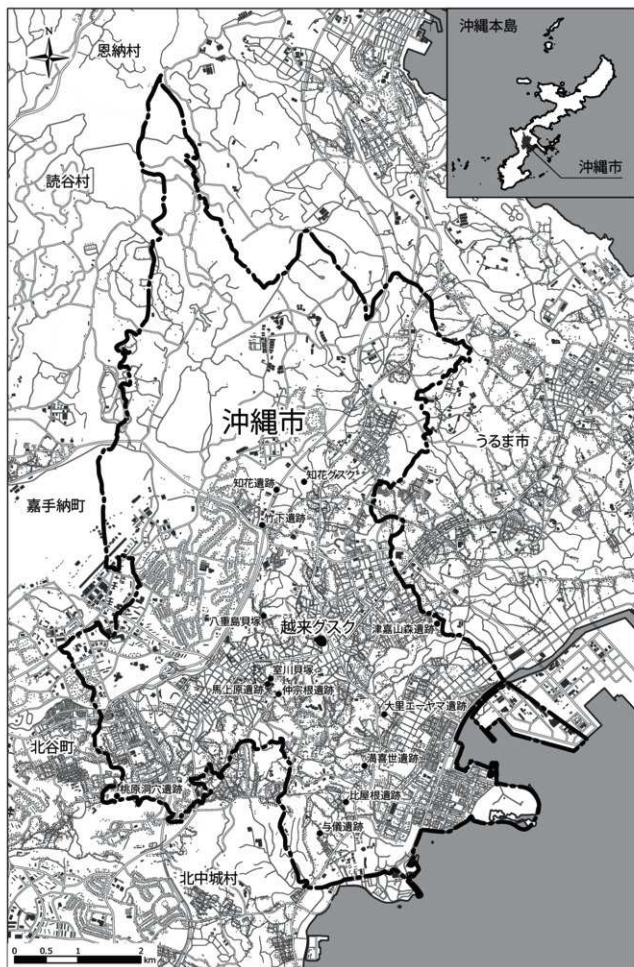 N
沖縄本島
沖縄市
恩納村
読谷村
沖縄市
うるま市
知花グスク
知花遺跡
嘉手納町
竹下遺跡
八重島貝塚
越来グスク
津嘉山森遺跡
室川貝塚
馬上原遺跡
仲宗根遺跡
大里エーヤマ遺跡
北谷町
満喜世遺跡
桃原洞穴遺跡
比屋根遺跡
与儀遺跡
北中城村
0 0.5 1 2
km